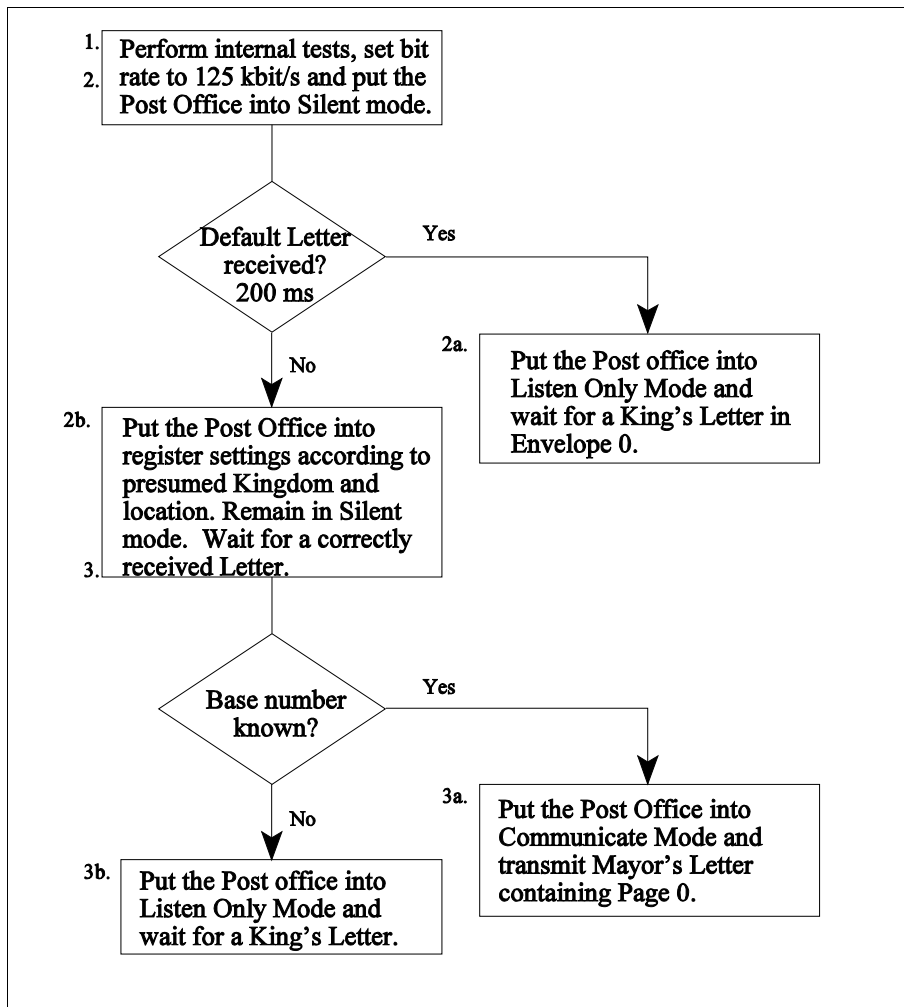 1.
Perform internal tests, set bit
2.
rate to 125 kbit/s and put the
Post Office into Silent mode.
Default Letter
received?
200 ms
Yes
No
2a.
Put the Post office into
Listen Only Mode and
wait for a King's Letter in
Envelope 0.
2b.
Put the Post Office into
register settings according to
presumed Kingdom and
location. Remain in Silent
mode.  Wait for a correctly
3.
received Letter.
Base number
known?
Yes
No
3a.
Put the Post Office into
Communicate Mode and
transmit Mayor's Letter
containing Page 0.
3b.
Put the Post office into
Listen Only Mode and
wait for a King's Letter.